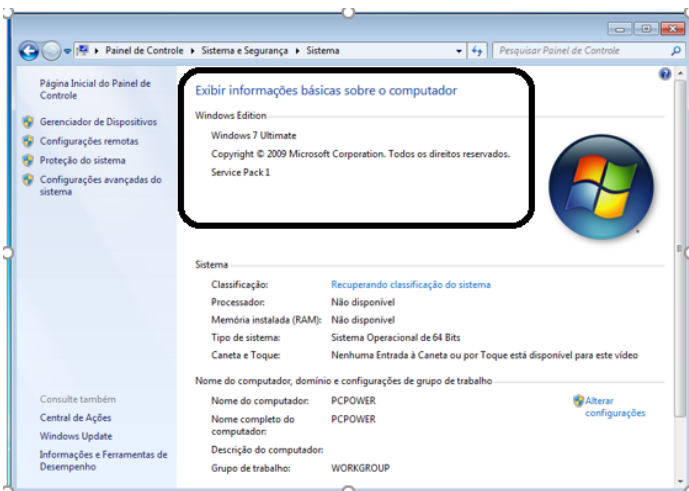 Painel de Controle ▸ Sistema e Segurança ▸ Sistema
Pesquisar Painel de Controle
Página Inicial do Painel de
Controle
Gerenciador de Dispositivos
Configurações remotas
Proteção do sistema
Configurações avançadas do
sistema
Exibir informações básicas sobre o computador
Windows Edition
Windows 7 Ultimate
Copyright © 2009 Microsoft Corporation. Todos os direitos reservados.
Service Pack 1
Sistema
Classificação: Recuperando classificação do sistema
Processador: Não disponível
Memória instalada (RAM): Não disponível
Tipo de sistema: Sistema Operacional de 64 Bits
Caneta e Toque: Nenhuma Entrada à Caneta ou por Toque está disponível para este vídeo
Nome do computador, domínio e configurações de grupo de trabalho
Nome do computador: PCPOWER
Nome completo do
computador: PCPOWER
Descrição do computador:
Grupo de trabalho: WORKGROUP
Alterar
configurações
Consulte também
Central de Ações
Windows Update
Informações e Ferramentas de
Desempenho